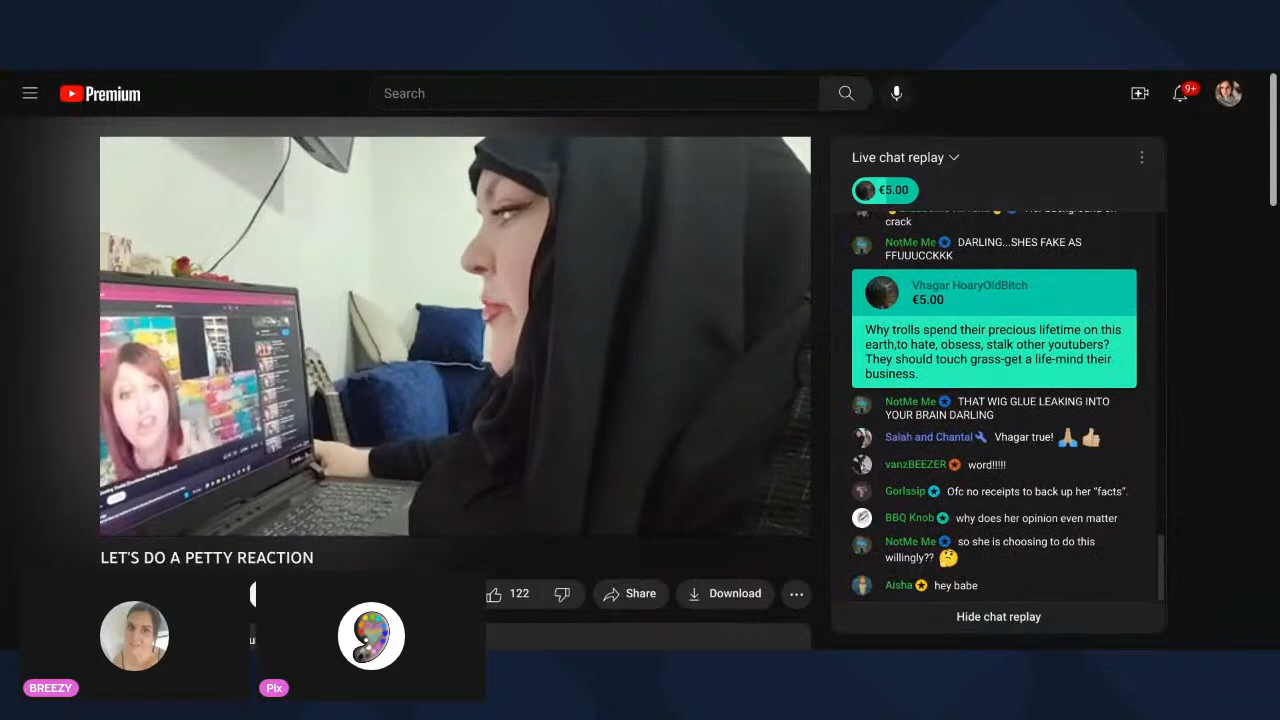 Premium
Search
9+
Live chat replay
€5.00
crack
NotMe Me DARLING...SHES FAKE AS
FFUUUCCKKK
Vhagar HoaryOldBitch
€5.00
Why trolls spend their precious lifetime on this
earth,to hate, obsess, stalk other youtubers?
They should touch grass-get a life-mind their
business.
NotMe Me THAT WIG GLUE LEAKING INTO
YOUR BRAIN DARLING
Salah and Chantal Vhagar true! 🙏🏼 👍🏼
vanzBEEZER word!!!!!
Gorlssip Ofc no receipts to back up her "facts".
BBQ Knob why does her opinion even matter
NotMe Me so she is choosing to do this
willingly?? 🤔
Aisha hey babe
Hide chat replay
LET'S DO A PETTY REACTION
122
Share
Download
BREEZY
Pix